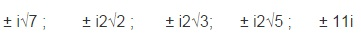 ± i√7 ; ± i2√2 ; ± i2√3; ± i2√5 ; ± 11i